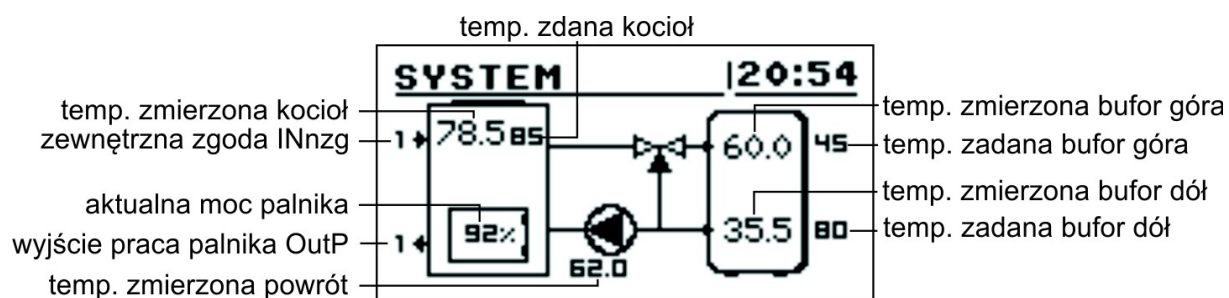 temp. zdana kocioł
SYSTEM |20:54
temp. zmierzona kocioł
zewnętrzna zgoda INnzg
1
78.5 85
60.0 45
temp. zmierzona bufor góra
temp. zadana bufor góra
aktualna moc palnika
wyjście praca palnika OutP
1
92%
35.5 80
temp. zmierzona bufor dół
temp. zadana bufor dół
temp. zmierzona powrót
62.0